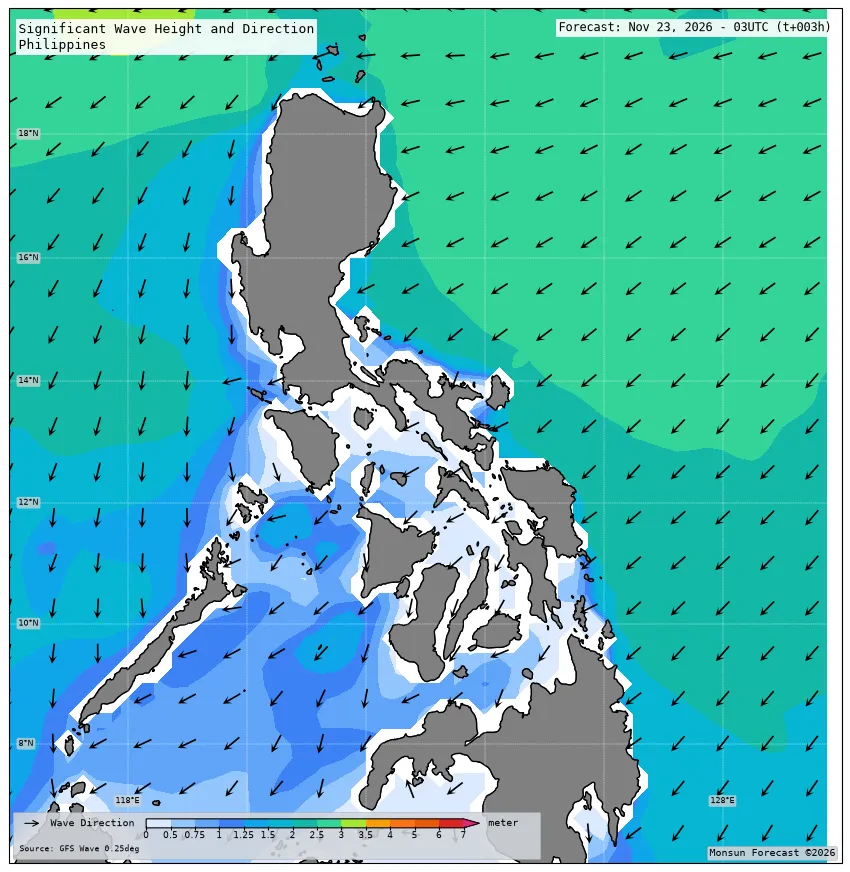 Significant Wave Height and Direction
Philippines
Forecast: Nov 23, 2026 - 03UTC (t+003h)
18°N
16°N
14°N
12°N
10°N
8°N
118°E
128°E
Wave Direction
0 0.5 0.75 1 1.25 1.5 2 2.5 3 3.5 4 5 6 7 meter
Source: GFS Wave 0.25deg
Monsun Forecast ©2026